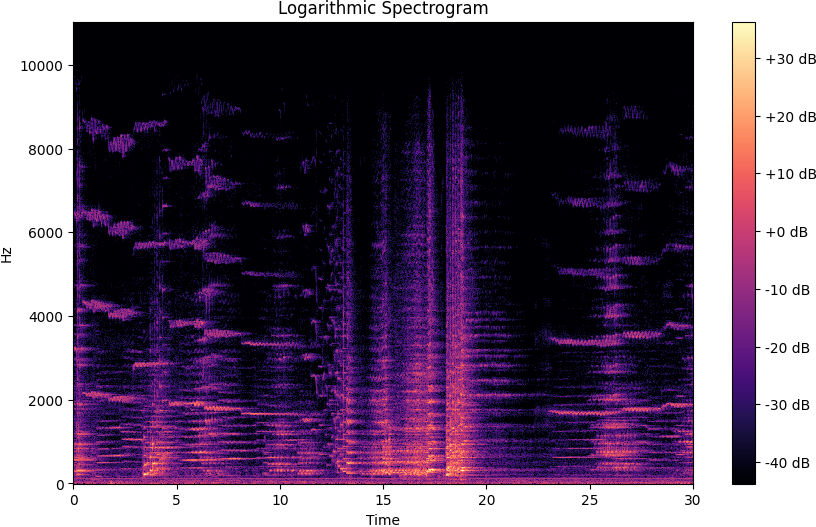 Logarithmic Spectrogram
10000
8000
6000
4000
2000
0
Hz
0 5 10 15 20 25 30
Time
+30 dB
+20 dB
+10 dB
+0 dB
-10 dB
-20 dB
-30 dB
-40 dB